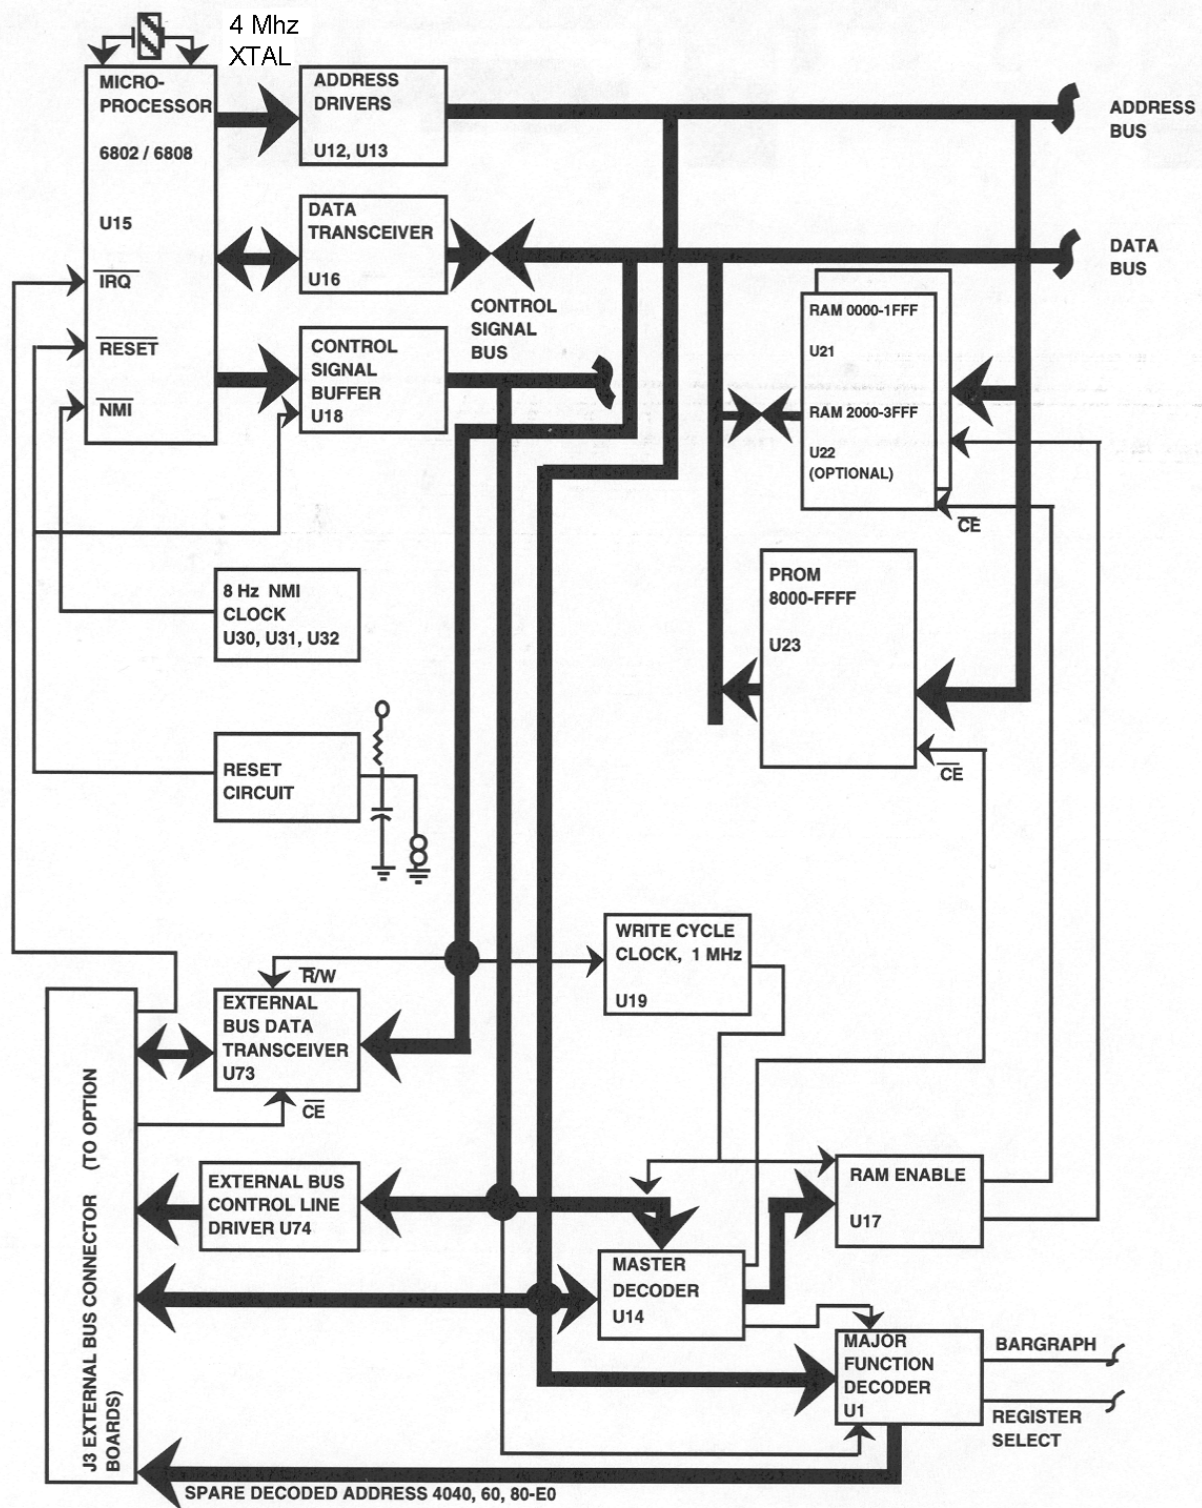 4 Mhz
XTAL
MICRO-
PROCESSOR
6802 / 6808
U15
IRQ
RESET
NMI
ADDRESS
DRIVERS
U12, U13
ADDRESS
BUS
DATA
TRANSCEIVER
U16
DATA
BUS
CONTROL
SIGNAL
BUS
CONTROL
SIGNAL
BUFFER
U18
RAM 0000-1FFF
U21
RAM 2000-3FFF
U22
(OPTIONAL)
CE
8 Hz NMI
CLOCK
U30, U31, U32
PROM
8000-FFFF
U23
CE
RESET
CIRCUIT
WRITE CYCLE
CLOCK, 1 MHz
U19
R/W
EXTERNAL
BUS DATA
TRANSCEIVER
U73
CE
J3 EXTERNAL BUS CONNECTOR (TO OPTION
BOARDS)
EXTERNAL BUS
CONTROL LINE
DRIVER U74
RAM ENABLE
U17
MASTER
DECODER
U14
MAJOR
FUNCTION
DECODER
U1
BARGRAPH
REGISTER
SELECT
SPARE DECODED ADDRESS 4040, 60, 80-E0